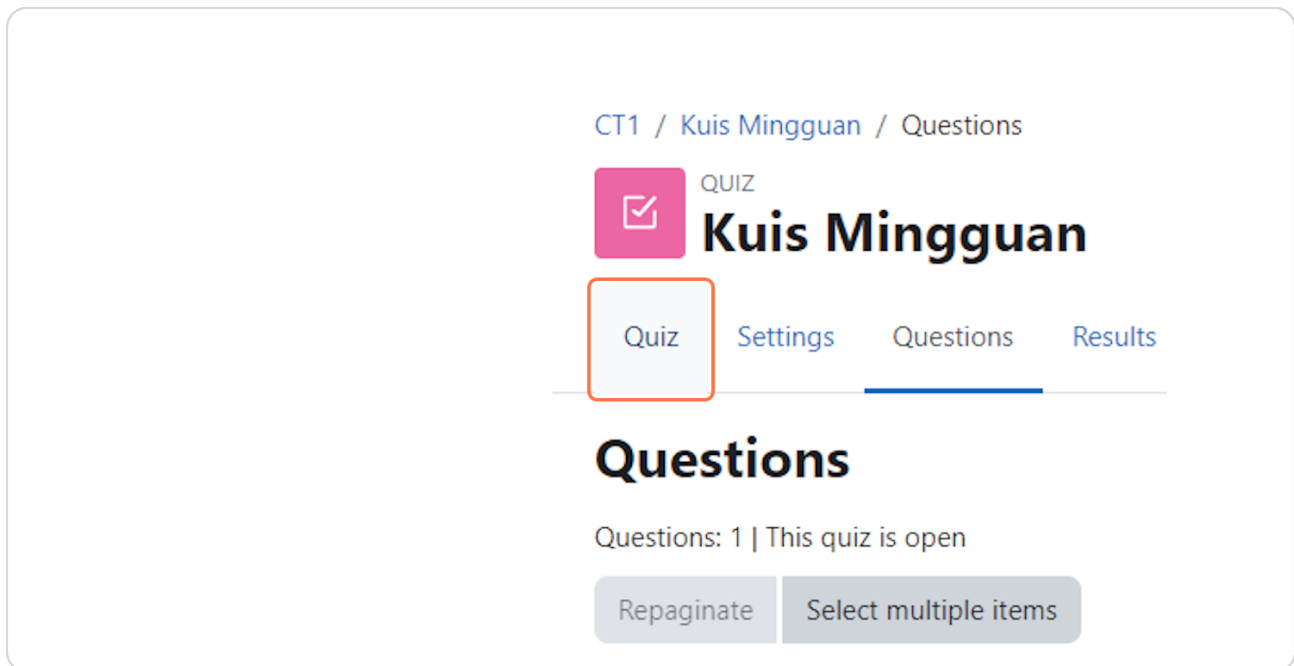 CT1 / Kuis Mingguan / Questions
QUIZ
Kuis Mingguan
Quiz Settings Questions Results
Questions
Questions: 1 | This quiz is open
Repaginate Select multiple items